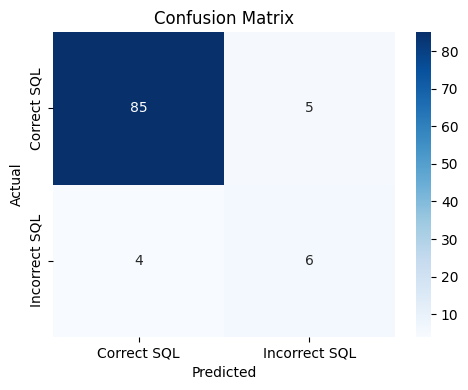 Confusion Matrix
Actual
Correct SQL
85
5
Incorrect SQL
4
6
Correct SQL
Incorrect SQL
Predicted
80
70
60
50
40
30
20
10